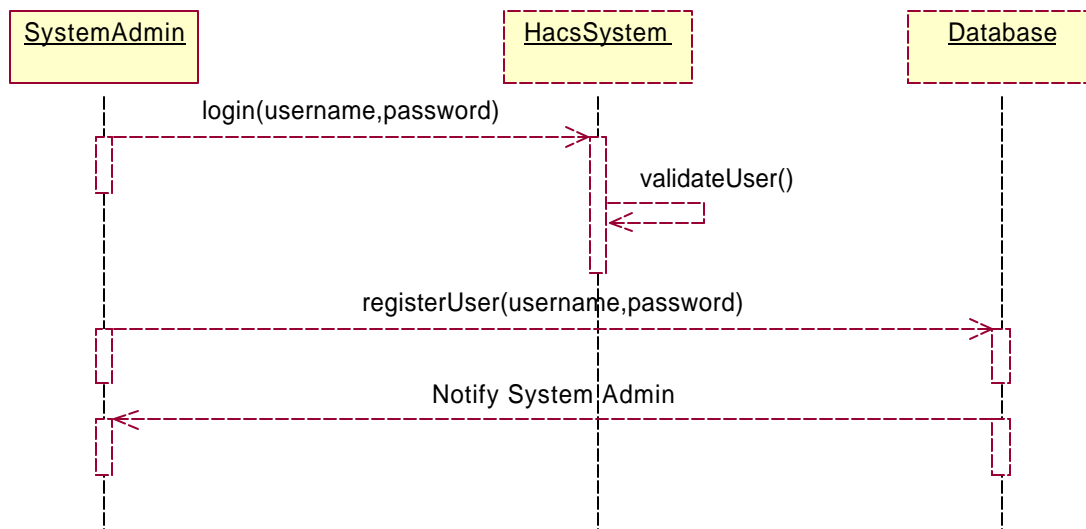 SystemAdmin
HacsSystem
Database
login(username,password)
validateUser()
registerUser(username,password)
Notify System Admin